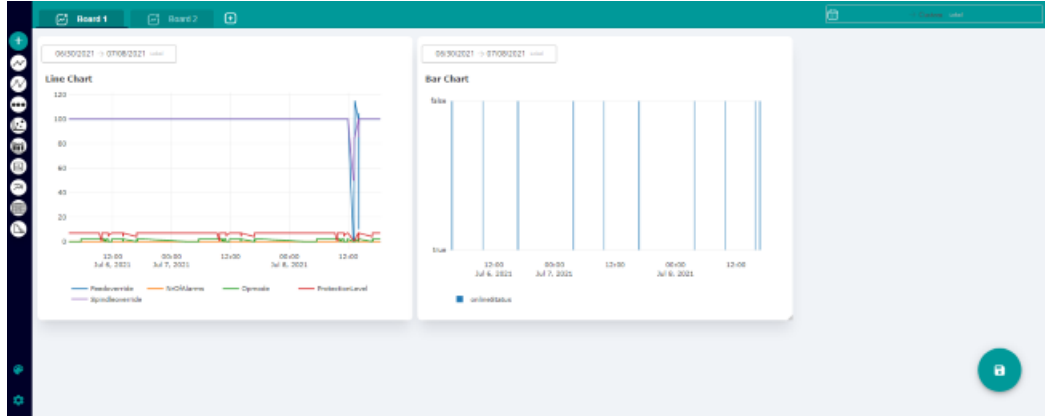 Board 1
Board 2
06/30/2021 → 07/08/2021
Line Chart
120
100
80
60
40
20
0
12:00
Jul 6, 2021
00:00
Jul 7, 2021
12:00
00:00
Jul 8, 2021
12:00
Feedoverride
NrOfAlarms
Opmode
ProtectionLevel
Spindleoverride
06/30/2021 → 07/08/2021
Bar Chart
false
true
12:00
Jul 6, 2021
00:00
Jul 7, 2021
12:00
00:00
Jul 8, 2021
12:00
onlineStatus